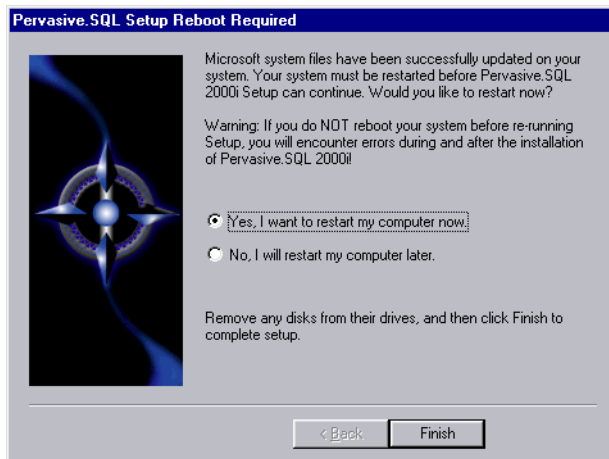 Pervasive.SQL Setup Reboot Required
Microsoft system files have been successfully updated on your
system. Your system must be restarted before Pervasive.SQL
2000i Setup can continue. Would you like to restart now?
Warning: If you do NOT reboot your system before re-running
Setup, you will encounter errors during and after the installation
of Pervasive.SQL 2000i!
Yes, I want to restart my computer now.
No, I will restart my computer later.
Remove any disks from their drives, and then click Finish to
complete setup.
< Back
Finish